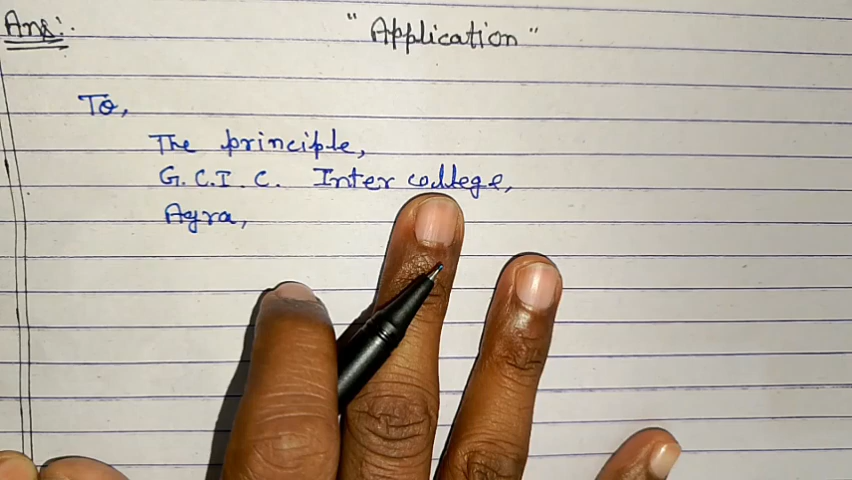 Ans:. "Application"
To,
The principle,
G.C.I.C. Inter college,
Agra,